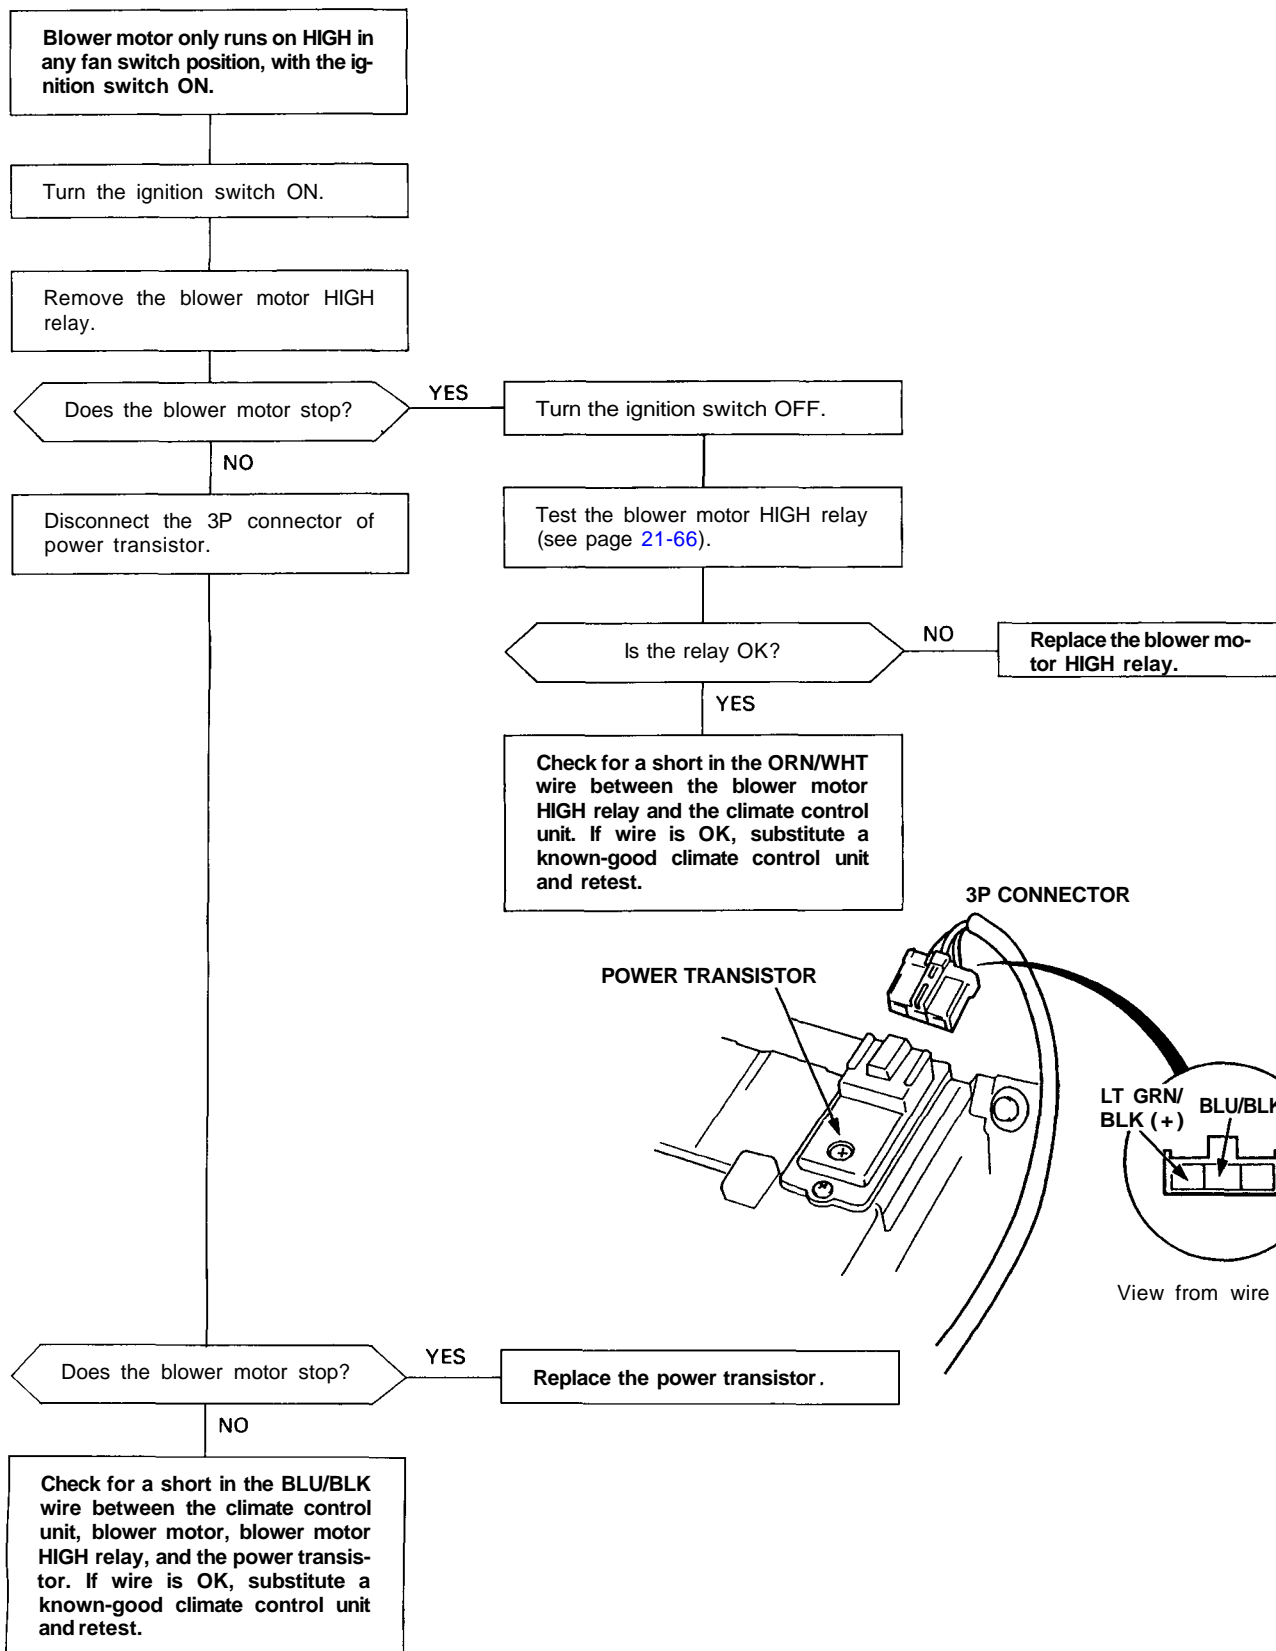 Blower motor only runs on HIGH in
any fan switch position, with the ig-
nition switch ON.
Turn the ignition switch ON.
Remove the blower motor HIGH
relay.
Does the blower motor stop?
YES
Turn the ignition switch OFF.
NO
Disconnect the 3P connector of
power transistor.
Test the blower motor HIGH relay
(see page 21-66).
Is the relay OK?
NO
Replace the blower mo-
tor HIGH relay.
YES
Check for a short in the ORN/WHT
wire between the blower motor
HIGH relay and the climate control
unit. If wire is OK, substitute a
known-good climate control unit
and retest.
3P CONNECTOR
POWER TRANSISTOR
LT GRN/
BLK (+)
BLU/BLK
View from wire
Does the blower motor stop?
YES
Replace the power transistor.
NO
Check for a short in the BLU/BLK
wire between the climate control
unit, blower motor, blower motor
HIGH relay, and the power transis-
tor. If wire is OK, substitute a
known-good climate control unit
and retest.